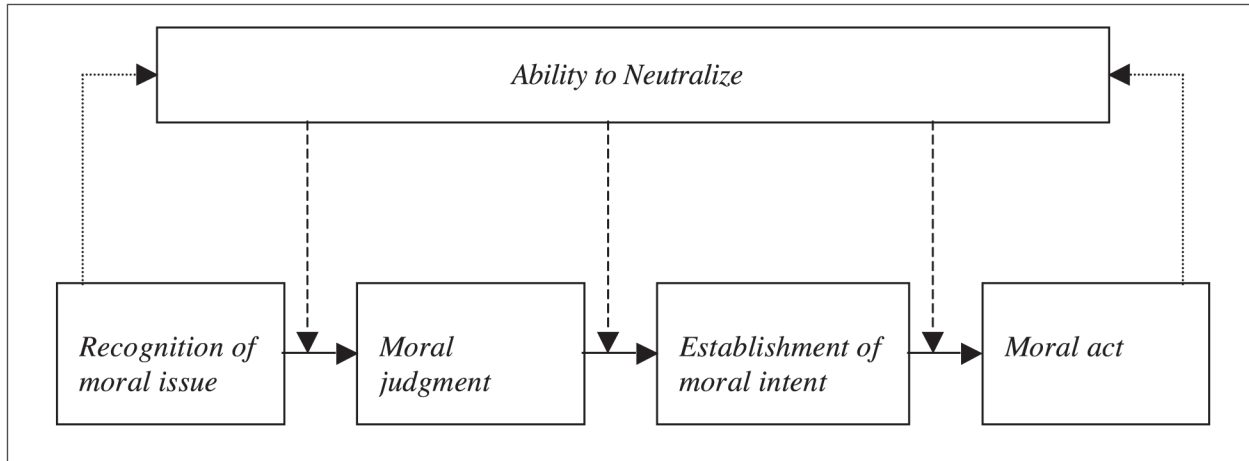 Ability to Neutralize
Recognition of
moral issue
Moral
judgment
Establishment of
moral intent
Moral act